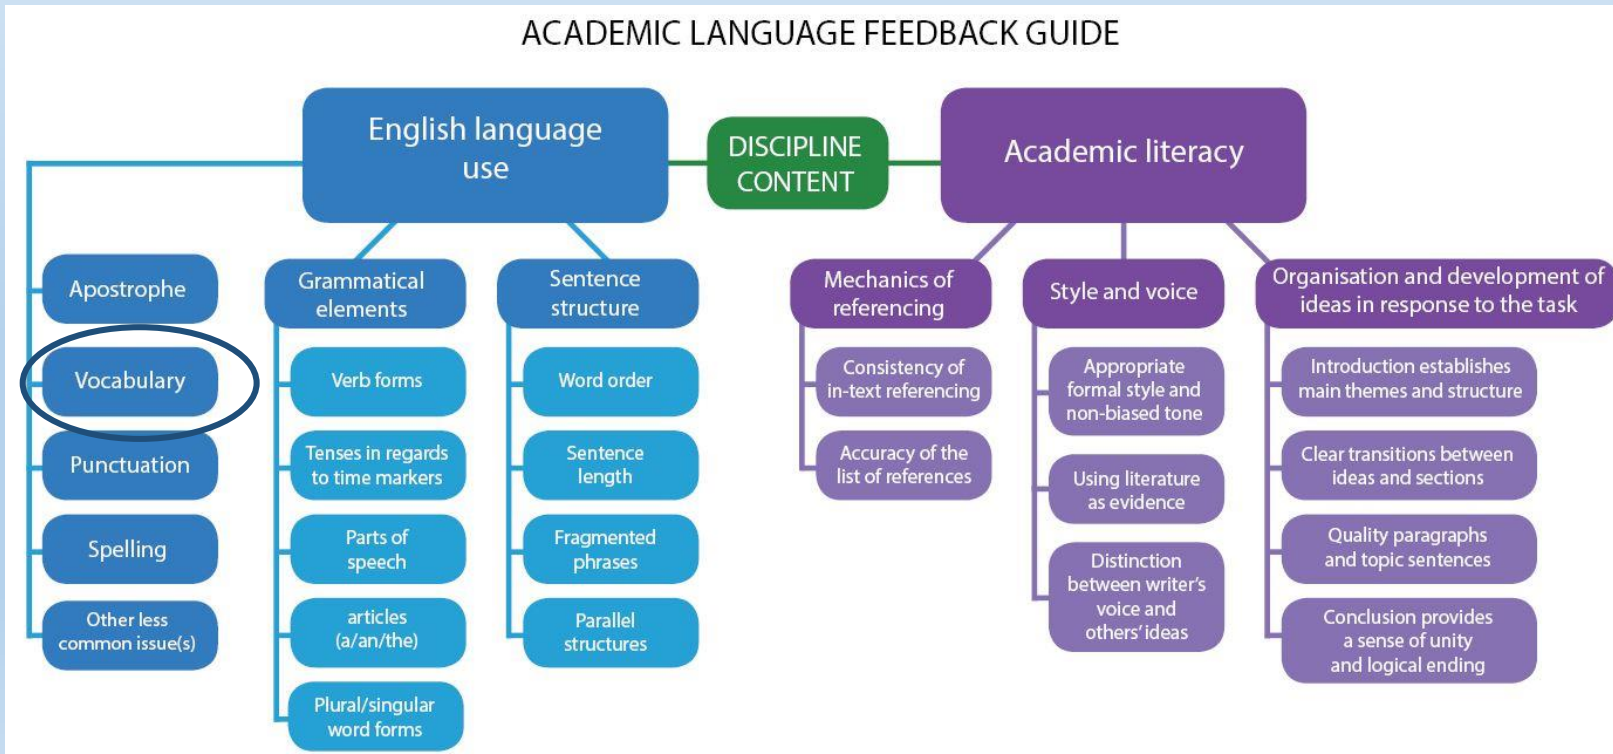 ACADEMIC LANGUAGE FEEDBACK GUIDE
English language
use
DISCIPLINE
CONTENT
Academic literacy
Apostrophe
Vocabulary
Punctuation
Spelling
Other less
common issue(s)
Grammatical
elements
Verb forms
Tenses in regards
to time markers
Parts of
speech
articles
(a/an/the)
Plural/singular
word forms
Sentence
structure
Word order
Sentence
length
Fragmented
phrases
Parallel
structures
Mechanics of
referencing
Consistency of
in-text referencing
Accuracy of the
list of references
Style and voice
Appropriate
formal style and
non-biased tone
Using literature
as evidence
Distinction
between writer's
voice and
others' ideas
Organisation and development of
ideas in response to the task
Introduction establishes
main themes and structure
Clear transitions between
ideas and sections
Quality paragraphs
and topic sentences
Conclusion provides
a sense of unity
and logical ending